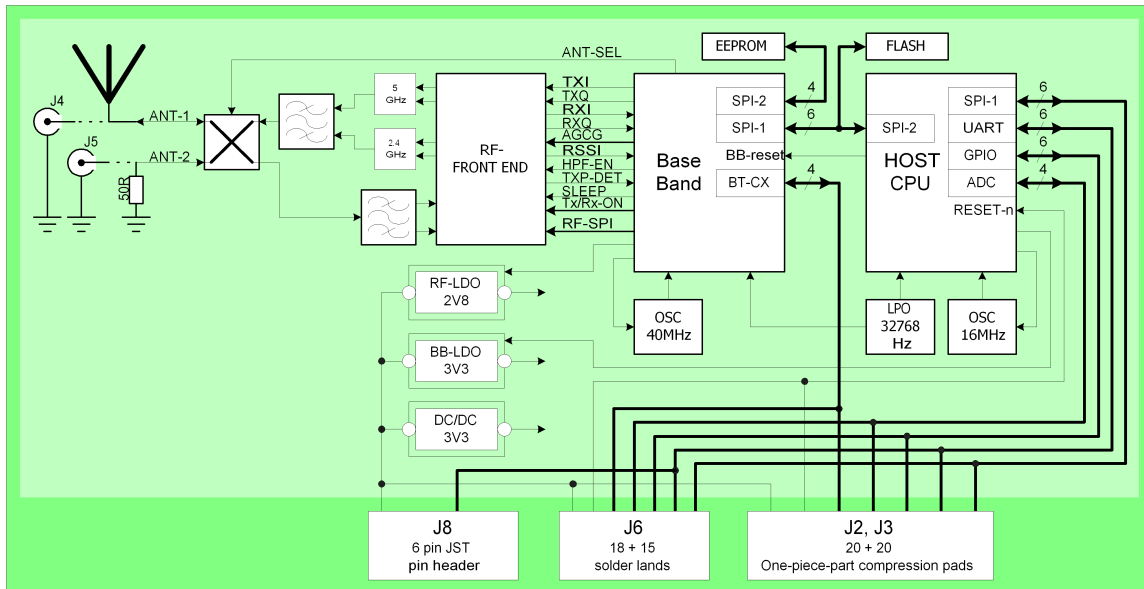 ANT-SEL
EEPROM
FLASH
J4
J5
ANT-1
ANT-2
50R
5
GHz
2.4
GHz
RF-
FRONT END
TXI
TXQ
RXI
RXQ
AGCG
RSSI
HPF-EN
TXP-DET
SLEEP
Tx/Rx-ON
RF-SPI
Base
Band
SPI-2
SPI-1
BB-reset
BT-CX
4
6
4
SPI-2
HOST
CPU
SPI-1
UART
GPIO
ADC
RESET-n
6
6
6
4
RF-LDO
2V8
BB-LDO
3V3
DC/DC
3V3
OSC
40MHz
LPO
32768
Hz
OSC
16MHz
J8
6 pin JST
pin header
J6
18 + 15
solder lands
J2, J3
20 + 20
One-piece-part compression pads